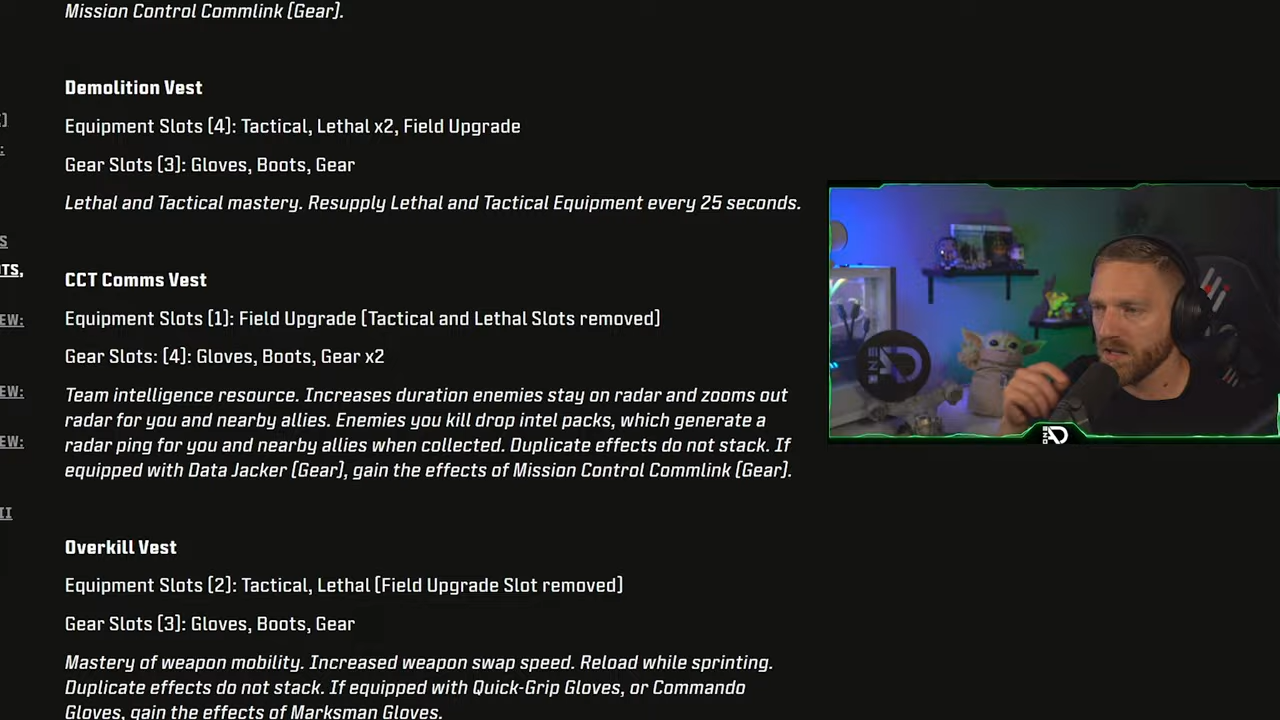 Mission Control Commlink [Gear].
Demolition Vest
Equipment Slots [4]: Tactical, Lethal x2, Field Upgrade
Gear Slots [3]: Gloves, Boots, Gear
Lethal and Tactical mastery. Resupply Lethal and Tactical Equipment every 25 seconds.
CCT Comms Vest
Equipment Slots [1]: Field Upgrade [Tactical and Lethal Slots removed]
Gear Slots: [4]: Gloves, Boots, Gear x2
Team intelligence resource. Increases duration enemies stay on radar and zooms out
radar for you and nearby allies. Enemies you kill drop intel packs, which generate a
radar ping for you and nearby allies when collected. Duplicate effects do not stack. If
equipped with Data Jacker [Gear], gain the effects of Mission Control Commlink [Gear].
Overkill Vest
Equipment Slots [2]: Tactical, Lethal [Field Upgrade Slot removed]
Gear Slots [3]: Gloves, Boots, Gear
Mastery of weapon mobility. Increased weapon swap speed. Reload while sprinting.
Duplicate effects do not stack. If equipped with Quick-Grip Gloves, or Commando
Gloves, gain the effects of Marksman Gloves.